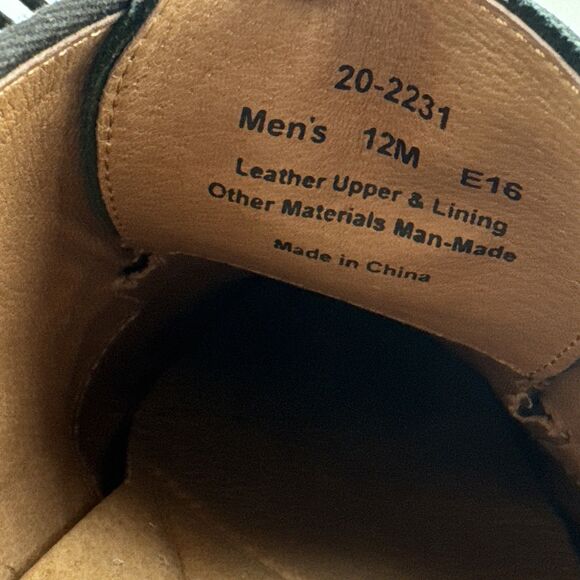 20-2231
Men's 12M E16
Leather Upper & Lining
Other Materials Man-Made
Made in China